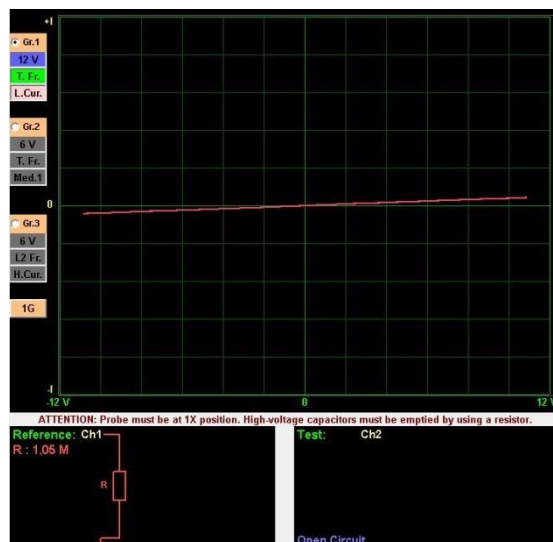 +I
Gr.1
12 V
T. Fr.
L.Cur.
Gr.2
6 V
T. Fr.
Med.1
0
Gr.3
6 V
L2 Fr.
H.Cur.
1G
-I
-12 V
0
12 V
ATTENTION: Probe must be at 1X position. High-voltage capacitors must be emptied by using a resistor.
Reference: Ch1
R : 1,05 M
R
Test: Ch2
Open Circuit